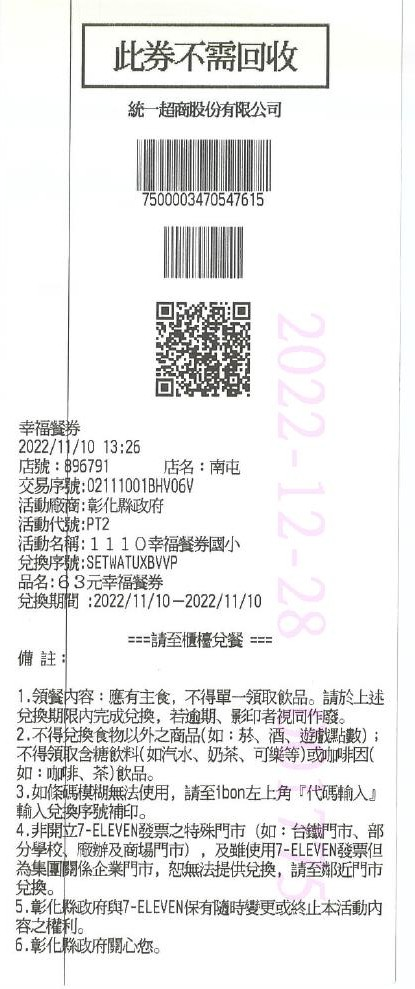 此券不需回收
統一超商股份有限公司
7500003470547615
幸福餐券
2022/11/10 13:26
店號：896791 店名：南屯
交易序號:02111001BHV06V
活動廠商:彰化縣政府
活動代號:PT2
活動名稱:１１１０幸福餐券國小
兌換序號:SETWATUXBVVP
品名:６３元幸福餐券
兌換期間 :2022/11/10－2022/11/10
===請至櫃檯兌餐 ===
備 註：
1.領餐內容：應有主食，不得單一領取飲品。請於上述
兌換期限內完成兌換，若逾期、影印者視同作廢。
2.不得兌換食物以外之商品(如：菸、酒、遊戲點數)；
不得領取含糖飲料(如汽水、奶茶、可樂等)或咖啡因(
如：咖啡、茶)飲品。
3.如條碼模糊無法使用，請至ibon左上角『代碼輸入』
輸入兌換序號補印。
4.非開立7-ELEVEN發票之特殊門市（如：台鐵門市、部
分學校、廠辦及商場門市），及雖使用7-ELEVEN發票但
為集團關係企業門市，恕無法提供兌換，請至鄰近門市
兌換。
5.彰化縣政府與7-ELEVEN保有隨時變更或終止本活動內
容之權利。
6.彰化縣政府關心您。
2022-12-28